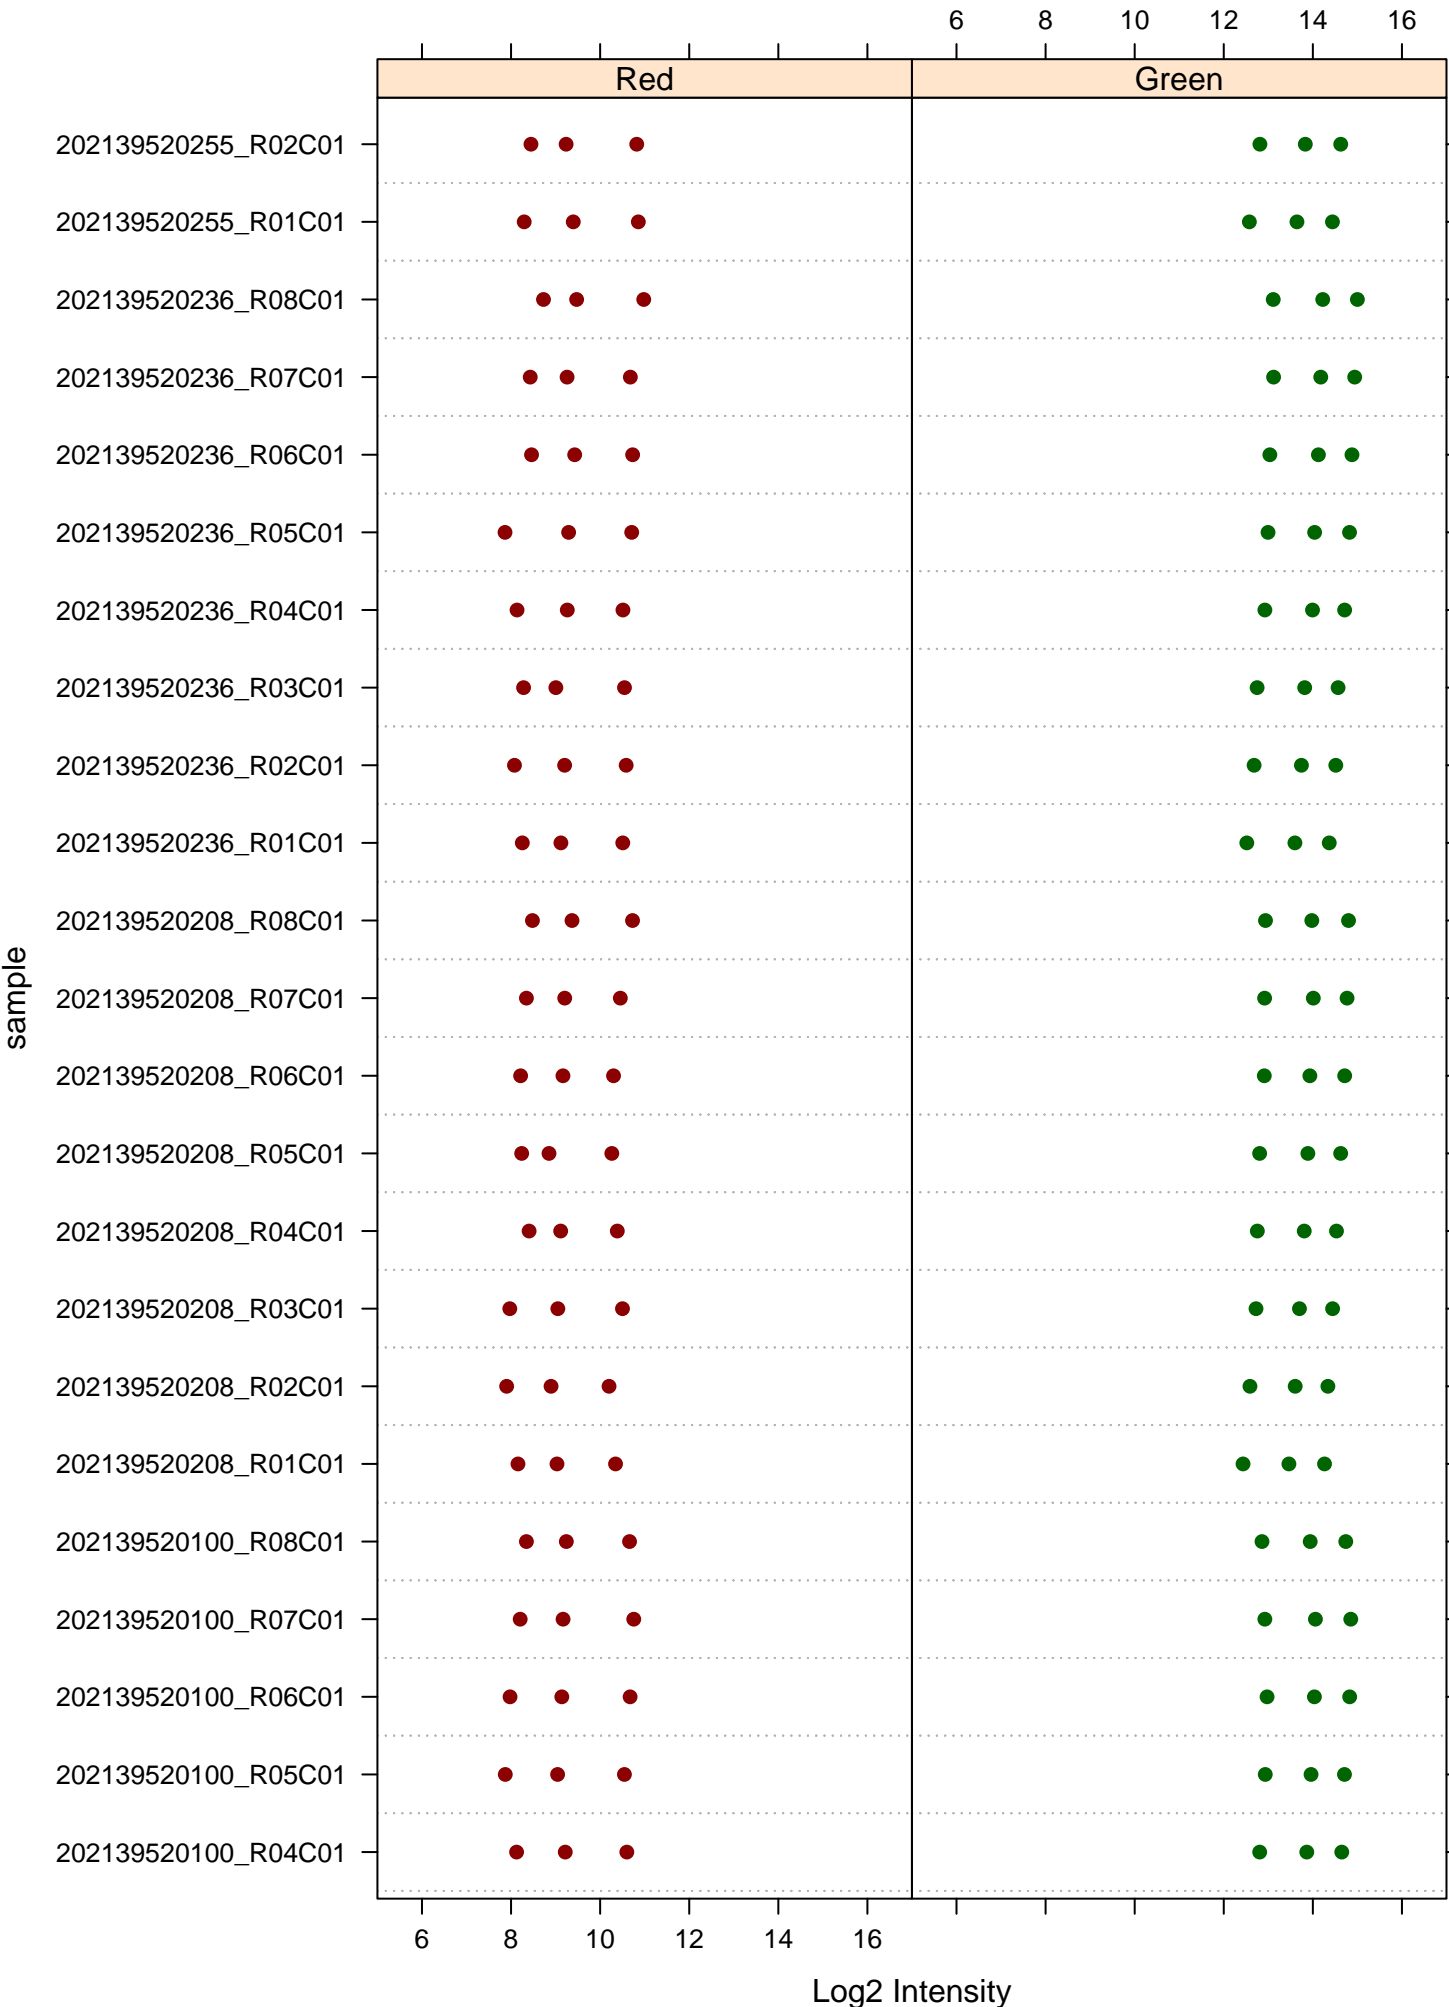 6 8 10 12 14 16
Red Green
202139520255_R02C01
202139520255_R01C01
202139520236_R08C01
202139520236_R07C01
202139520236_R06C01
202139520236_R05C01
202139520236_R04C01
202139520236_R03C01
202139520236_R02C01
202139520236_R01C01
202139520208_R08C01
202139520208_R07C01
202139520208_R06C01
202139520208_R05C01
202139520208_R04C01
202139520208_R03C01
202139520208_R02C01
202139520208_R01C01
202139520100_R08C01
202139520100_R07C01
202139520100_R06C01
202139520100_R05C01
202139520100_R04C01
sample
6 8 10 12 14 16
Log2 Intensity